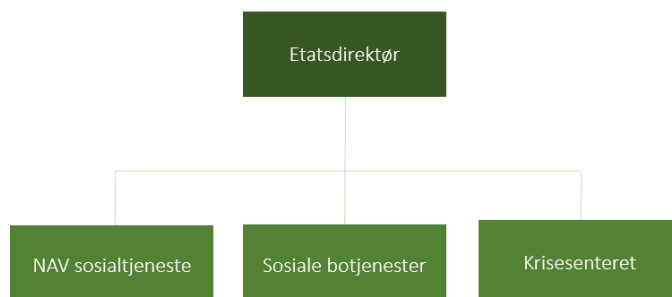 Etatsdirektør
NAV sosialtjeneste
Sosiale botjenester
Krisesenteret